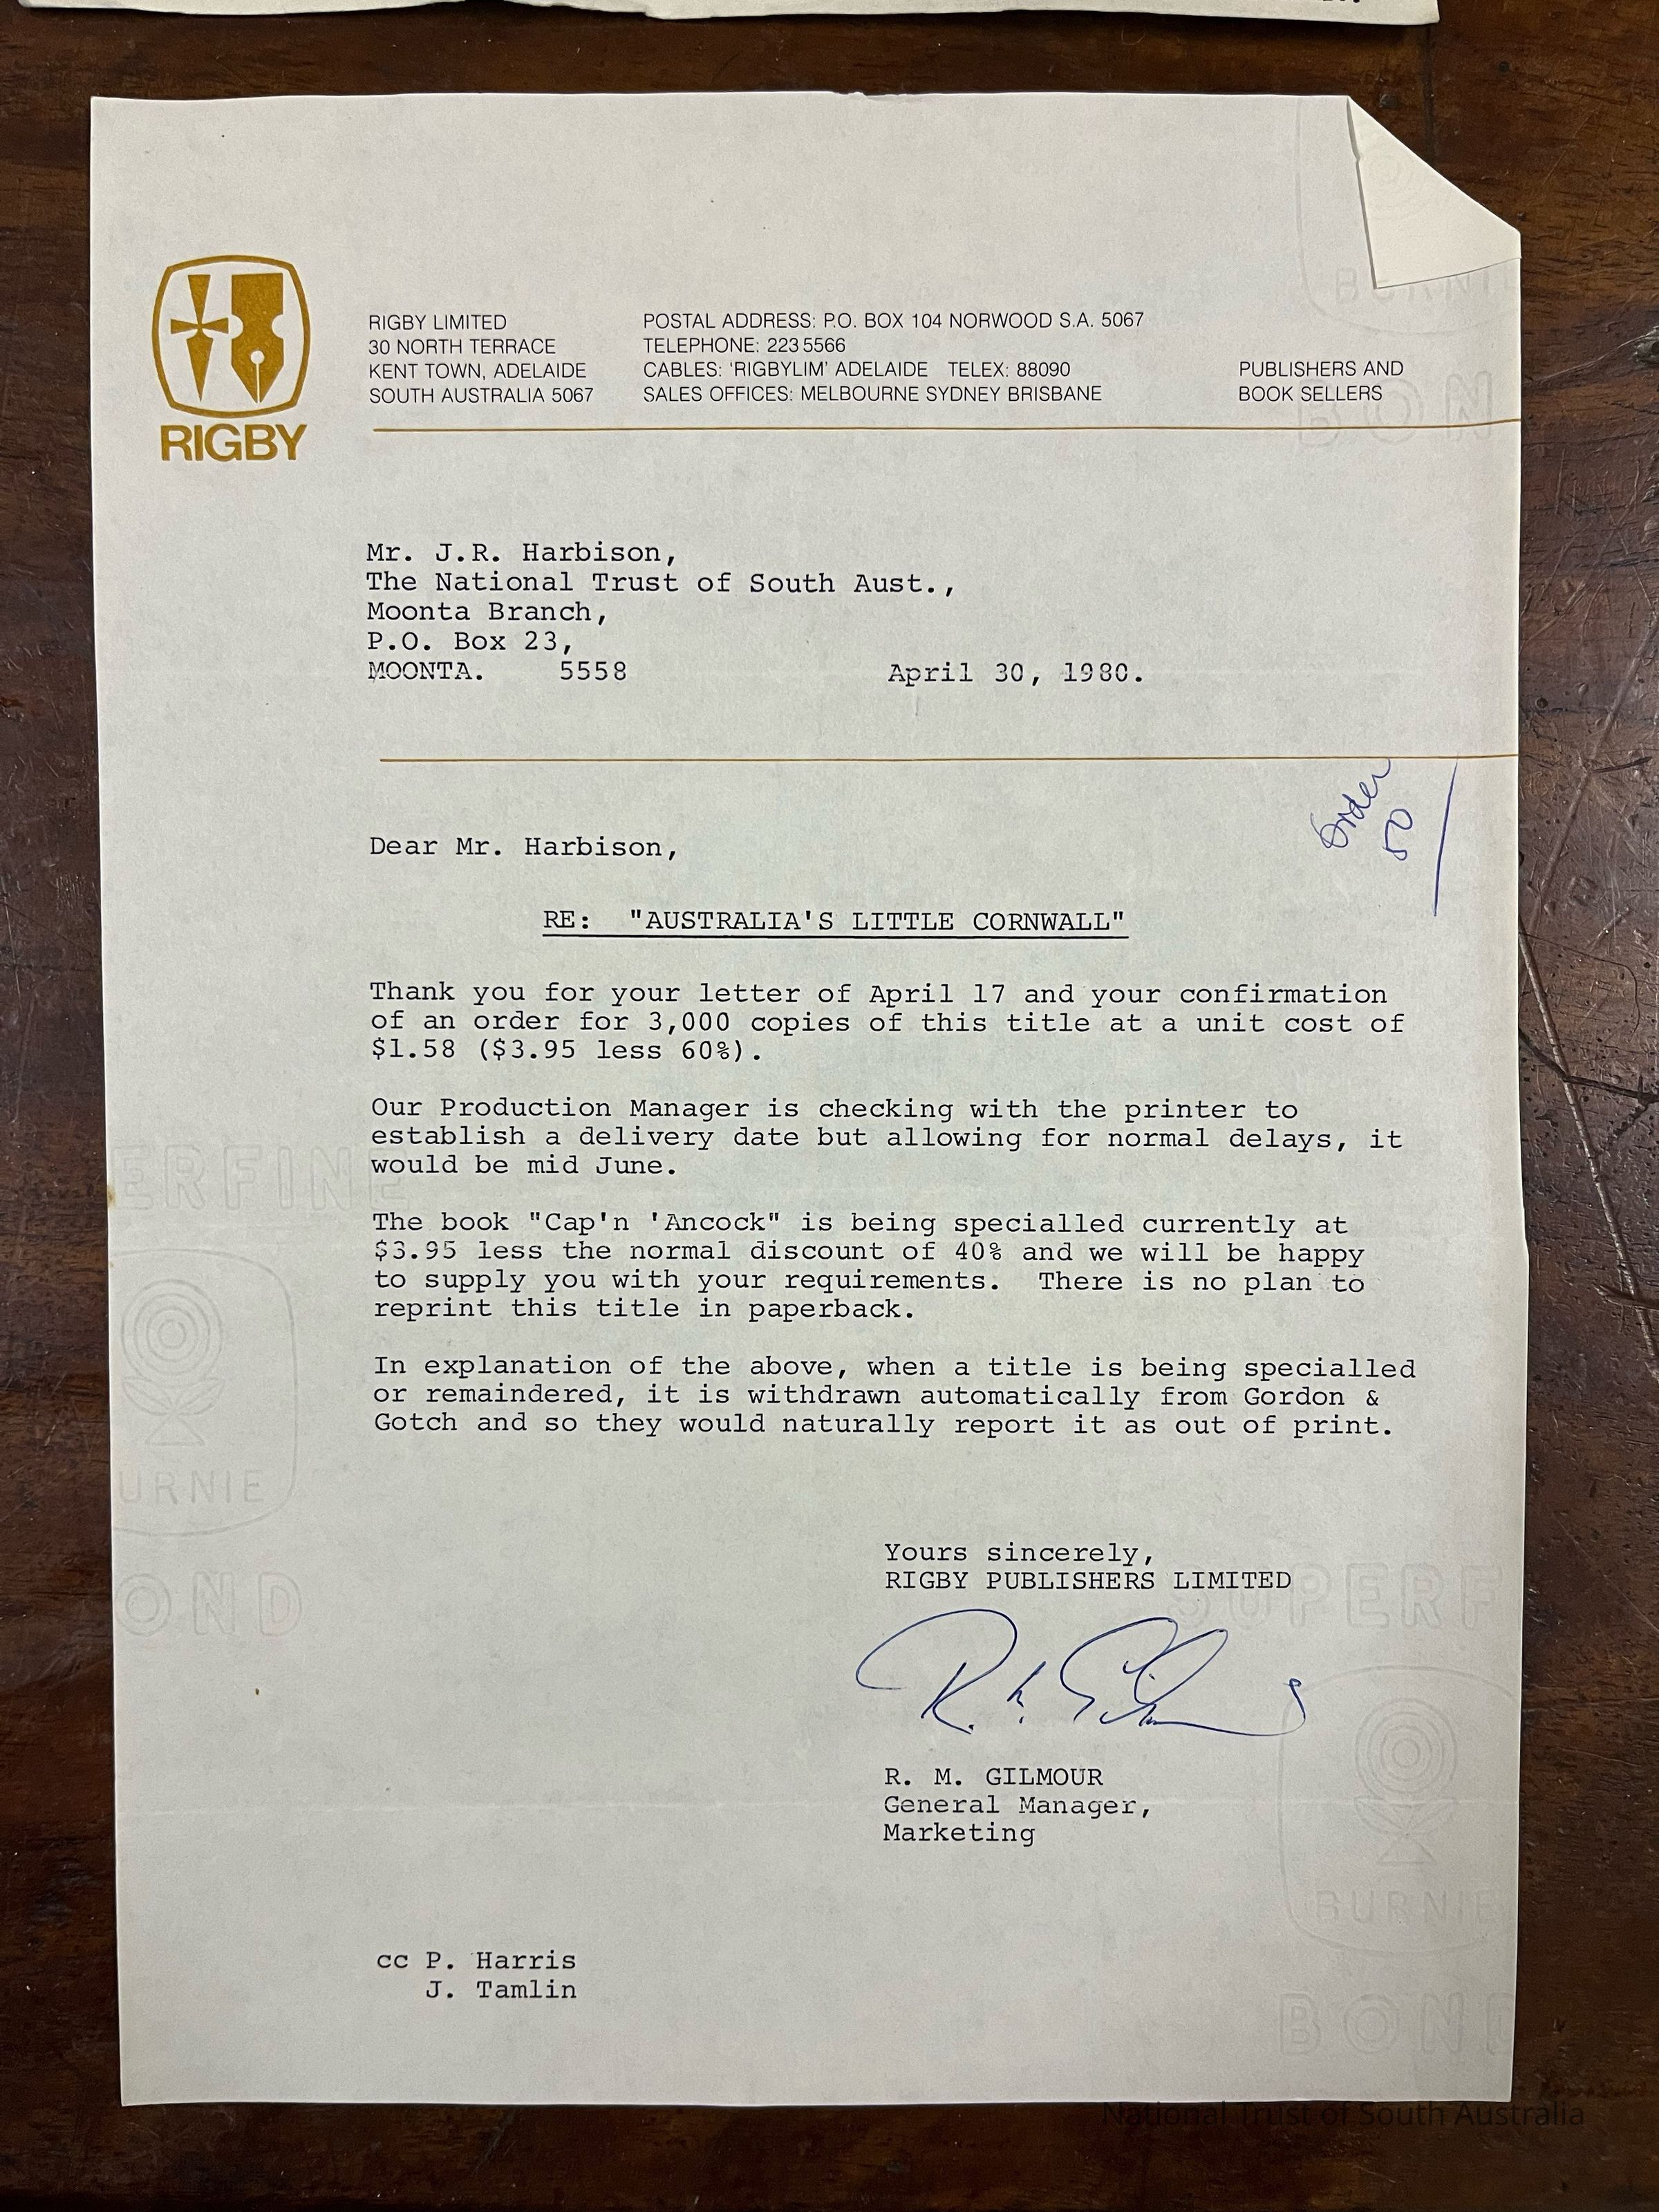 RIGBY
RIGBY LIMITED
30 NORTH TERRACE
KENT TOWN, ADELAIDE
SOUTH AUSTRALIA 5067
POSTAL ADDRESS: P.O. BOX 104 NORWOOD S.A. 5067
TELEPHONE: 223 5566
CABLES: 'RIGBYLIM' ADELAIDE TELEX: 88090
SALES OFFICES: MELBOURNE SYDNEY BRISBANE
PUBLISHERS AND
BOOK SELLERS
BURNIE
BON
Mr. J.R. Harbison,
The National Trust of South Aust.,
Moonta Branch,
P.O. Box 23,
MOONTA. 5558 April 30, 1980.
Order
50
Dear Mr. Harbison,
RE: "AUSTRALIA'S LITTLE CORNWALL"
Thank you for your letter of April 17 and your confirmation
of an order for 3,000 copies of this title at a unit cost of
$1.58 ($3.95 less 60%).
Our Production Manager is checking with the printer to
establish a delivery date but allowing for normal delays, it
would be mid June.
ERFINE
The book "Cap'n 'Ancock" is being specialled currently at
$3.95 less the normal discount of 40% and we will be happy
to supply you with your requirements. There is no plan to
reprint this title in paperback.
In explanation of the above, when a title is being specialled
or remaindered, it is withdrawn automatically from Gordon &
Gotch and so they would naturally report it as out of print.
URNIE
OND
Yours sincerely,
RIGBY PUBLISHERS LIMITED
SUPERF
R. M. GILMOUR
General Manager,
Marketing
BURNIE
cc P. Harris
J. Tamlin
BOND
National Trust of South Australia